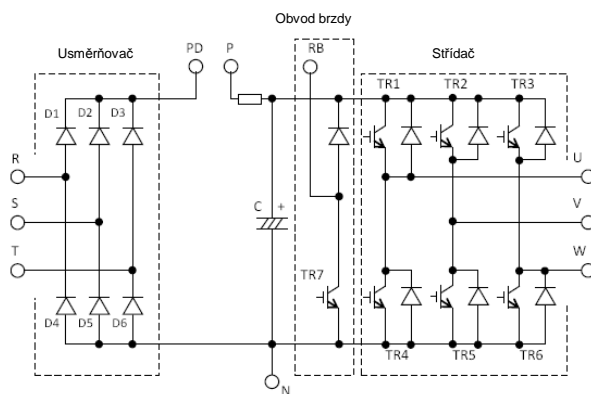 Obvod brzdy
Usměrňovač
PD
P
RB
Střídač
TR1
TR2
TR3
D1
D2
D3
R
U
S
V
C
+
T
W
TR7
D4
D5
D6
TR4
TR5
TR6
N